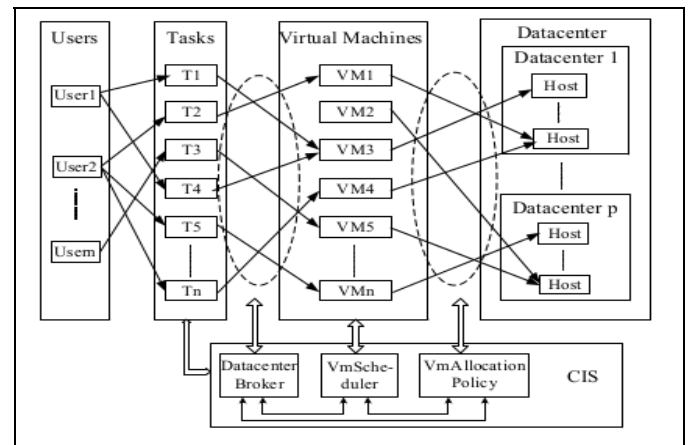 Users
User1
User2
Usem
Tasks
T1
T2
T3
T4
T5
Tn
Virtual Machines
VM1
VM2
VM3
VM4
VM5
VMn
Datacenter
Datacenter 1
Host
Host
Datacenter p
Host
Host
Datacenter
Broker
VmSche-
duler
VmAllocation
Policy
CIS